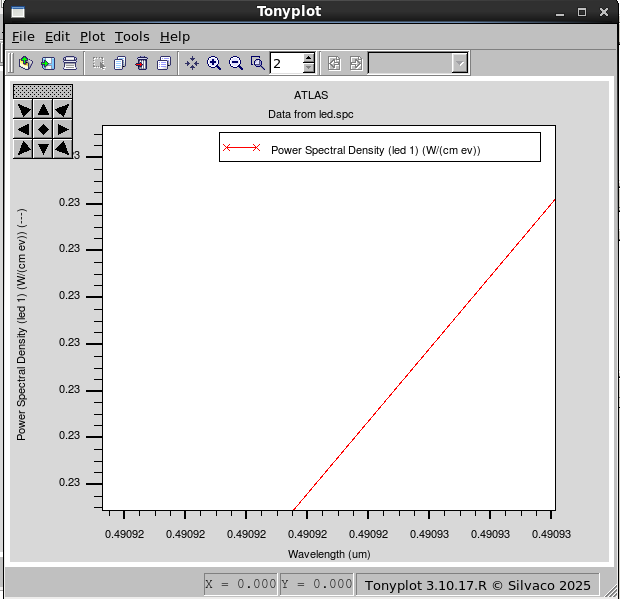 Tonyplot
File Edit Plot Tools Help
2
ATLAS
Data from led.spc
Power Spectral Density (led 1) (W/(cm ev))
Power Spectral Density (led 1) (W/(cm ev)) (---)
0.23
0.23
0.23
0.23
0.23
0.23
0.23
0.49092 0.49092 0.49092 0.49092 0.49092 0.49093 0.49093 0.49093
Wavelength (um)
X = 0.000 Y = 0.000 Tonyplot 3.10.17.R © Silvaco 2025